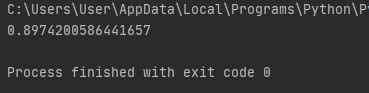 C:\Users\User\AppData\Local\Programs\Python\P
0.8974200586441657
Process finished with exit code 0